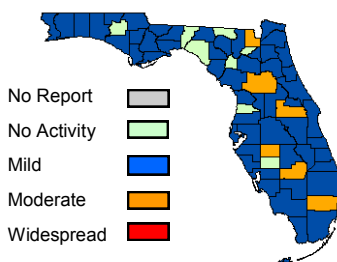 No Report
No Activity
Mild
Moderate
Widespread